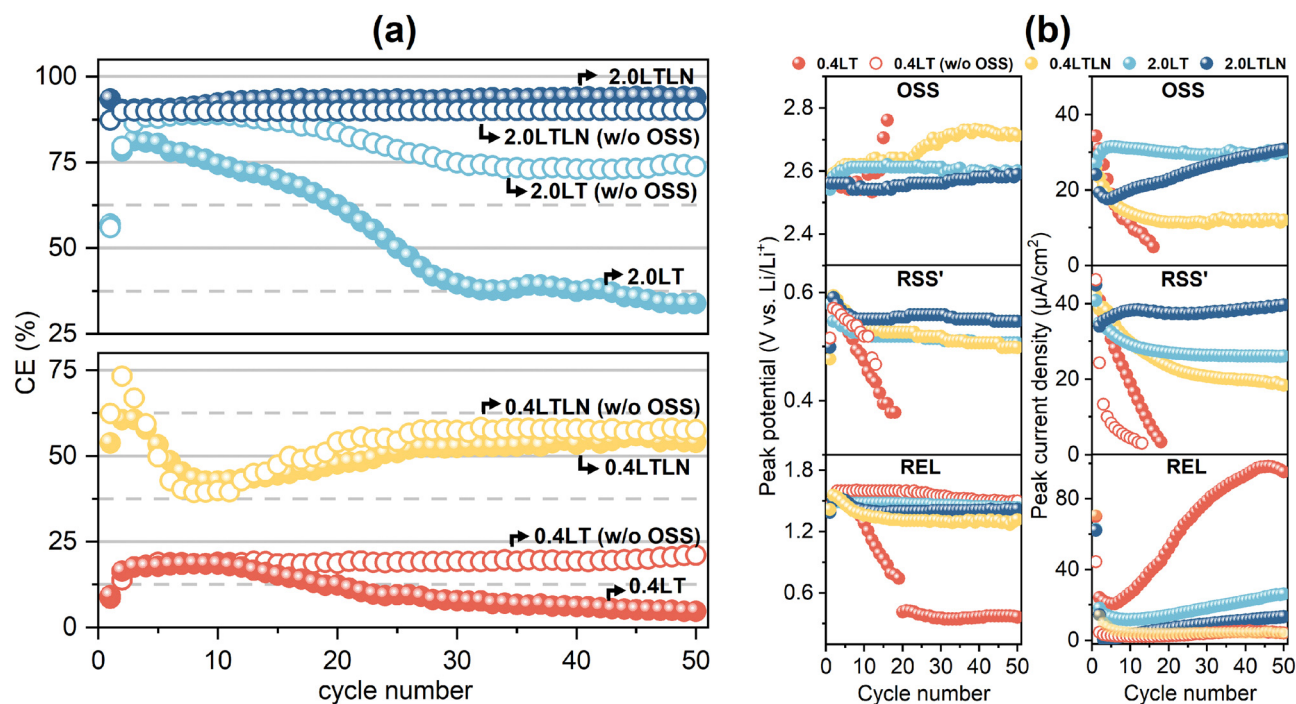 (a)
100
75
50
25
75
50
25
0
CE (%)
2.0LTLN
2.0LTLN (w/o OSS)
2.0LT (w/o OSS)
2.0LT
0.4LTLN (w/o OSS)
0.4LTLN
0.4LT (w/o OSS)
0.4LT
0 10 20 30 40 50
cycle number
(b)
0.4LT 0.4LT (w/o OSS) 0.4LTLN 2.0LT 2.0LTLN
Peak potential (V vs. Li/Li⁺)
OSS
2.8
2.6
2.4
RSS'
0.6
0.4
REL
1.8
1.2
0.6
0 10 20 30 40 50
Cycle number
Peak current density (µA/cm²)
OSS
40
20
0
RSS'
40
20
0
REL
80
40
0
0 10 20 30 40 50
Cycle number